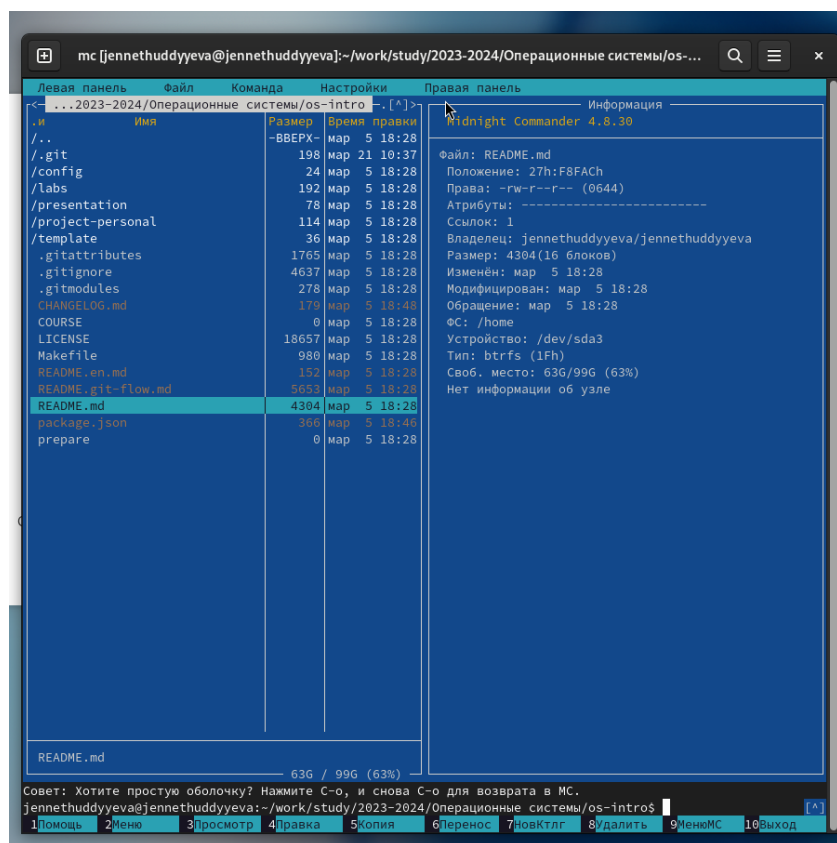 mc [jennethuddyyeva@jennethuddyyeva]:~/work/study/2023-2024/Операционные системы/os-...
Левая панель Файл Команда Настройки Правая панель
<— ...2023-2024/Операционные системы/os-intro —.[^]>
.и Имя Размер Время правки
/.. -ВВЕРХ- мар 5 18:28
/.git 198 мар 21 10:37
/config 24 мар 5 18:28
/labs 192 мар 5 18:28
/presentation 78 мар 5 18:28
/project-personal 114 мар 5 18:28
/template 36 мар 5 18:28
.gitattributes 1765 мар 5 18:28
.gitignore 4637 мар 5 18:28
.gitmodules 278 мар 5 18:28
CHANGELOG.md 179 мар 5 18:48
COURSE 0 мар 5 18:28
LICENSE 18657 мар 5 18:28
Makefile 980 мар 5 18:28
README.en.md 152 мар 5 18:28
README.git-flow.md 5653 мар 5 18:28
README.md 4304 мар 5 18:28
package.json 366 мар 5 18:46
prepare 0 мар 5 18:28
README.md
63G / 99G (63%)
Информация
Midnight Commander 4.8.30
Файл: README.md
Положение: 27h:F8FACh
Права: -rw-r--r-- (0644)
Атрибуты: -------------------------
Ссылок: 1
Владелец: jennethuddyyeva/jennethuddyyeva
Размер: 4304(16 блоков)
Изменён: мар 5 18:28
Модифицирован: мар 5 18:28
Обращение: мар 5 18:28
ФС: /home
Устройство: /dev/sda3
Тип: btrfs (1Fh)
Своб. место: 63G/99G (63%)
Нет информации об узле
Совет: Хотите простую оболочку? Нажмите C-o, и снова C-o для возврата в MC.
jennethuddyyeva@jennethuddyyeva:~/work/study/2023-2024/Операционные системы/os-intro$ [^]
1Помощь 2Меню 3Просмотр 4Правка 5Копия 6Перенос 7НовКтлг 8Удалить 9МенюMC 10Выход